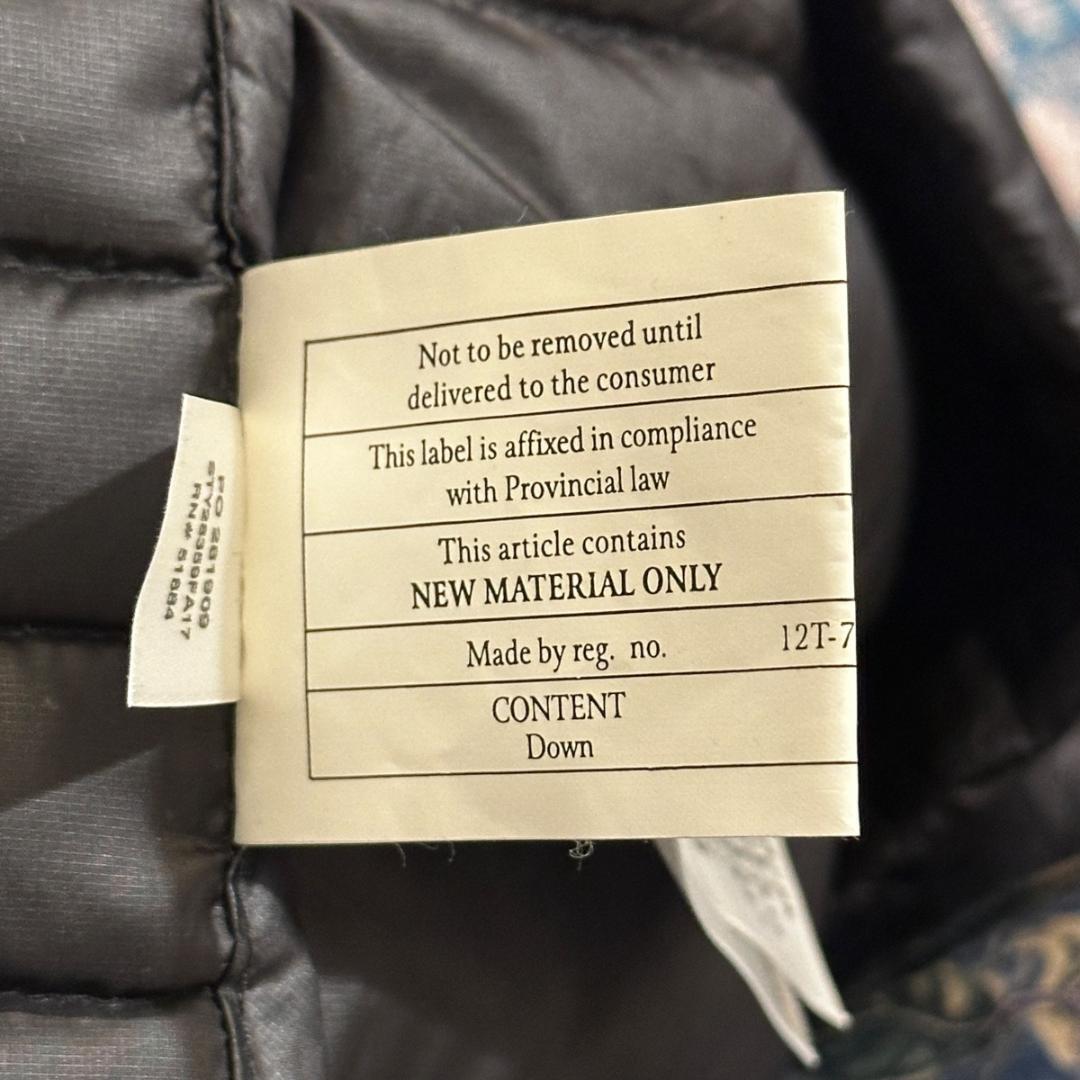 Not to be removed until
delivered to the consumer
This label is affixed in compliance
with Provincial law
This article contains
NEW MATERIAL ONLY
Made by reg. no. 12T-7
CONTENT
Down
PO 281909
STY28369FA17
RN# 51884